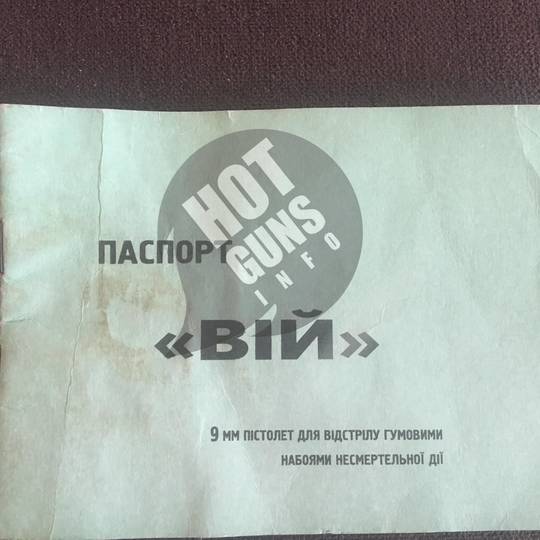 HOT
GUNS
INFO
ПАСПОРТ
«ВІЙ»
9 ММ ПІСТОЛЕТ ДЛЯ ВІДСТРІЛУ ГУМОВИМИ
НАБОЯМИ НЕСМЕРТЕЛЬНОЇ ДІЇ